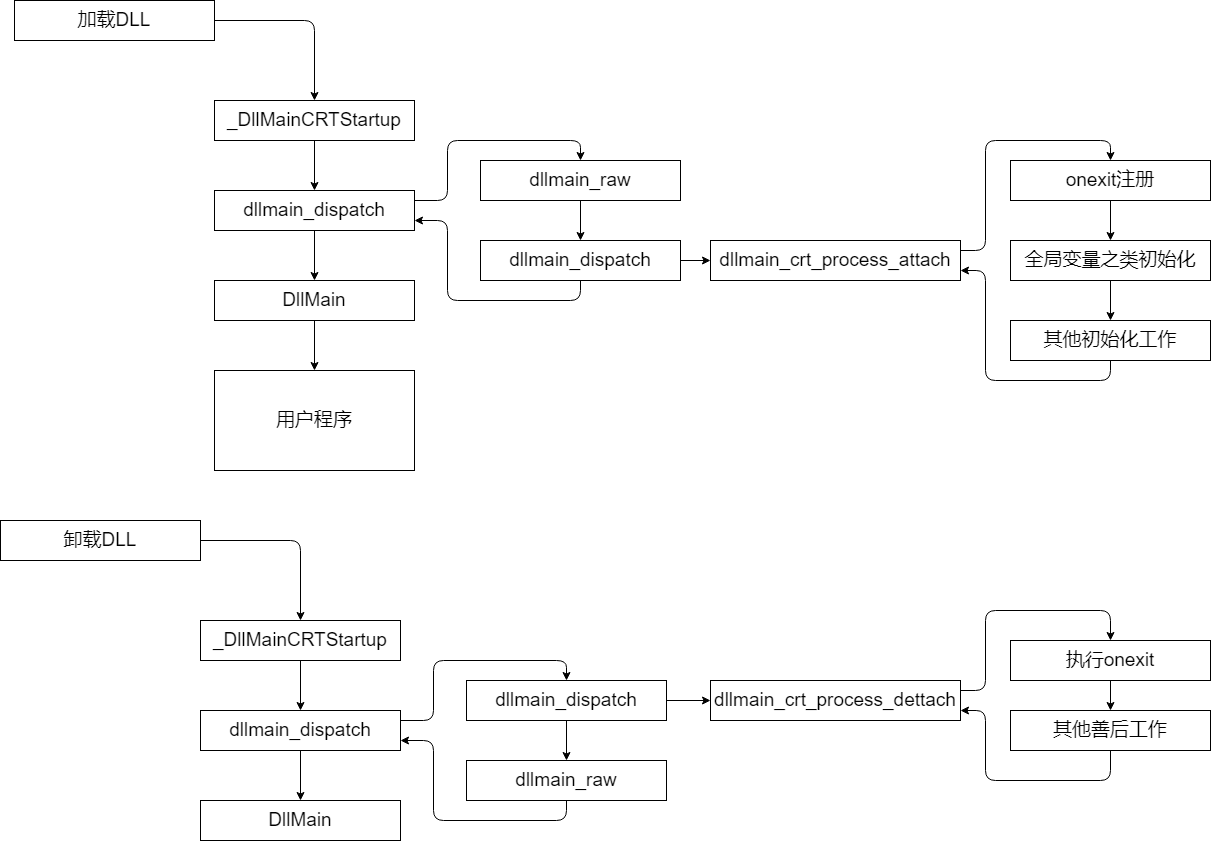 加载DLL
_DllMainCRTStartup
dllmain_raw
onexit注册
dllmain_dispatch
dllmain_dispatch
dllmain_crt_process_attach
全局变量之类初始化
DllMain
其他初始化工作
用户程序
卸载DLL
_DllMainCRTStartup
执行onexit
dllmain_dispatch
dllmain_crt_process_dettach
dllmain_dispatch
其他善后工作
dllmain_raw
DllMain